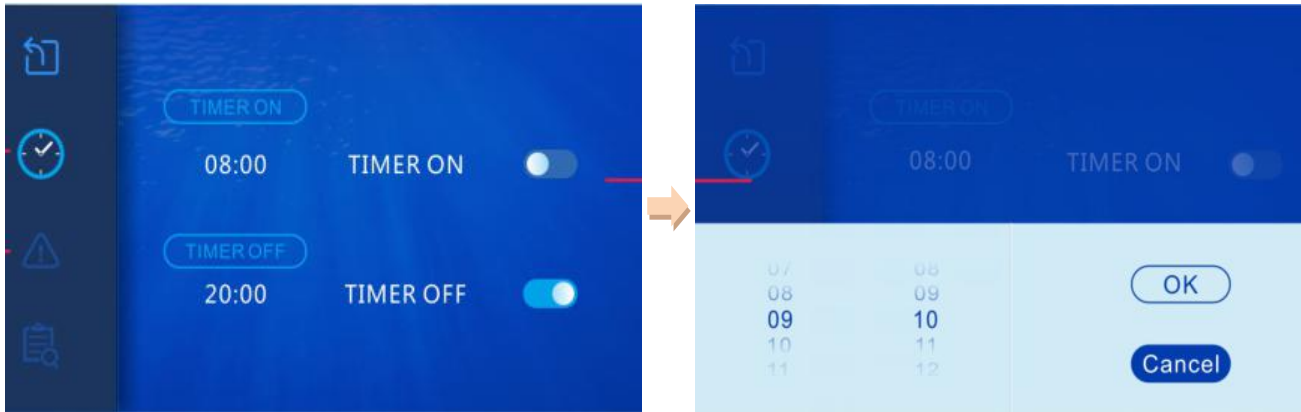 TIMER ON
08:00 TIMER ON
TIMER OFF
20:00 TIMER OFF
TIMER ON
08:00 TIMER ON
07 08
08 09
09 10
10 11
11 12
OK
Cancel